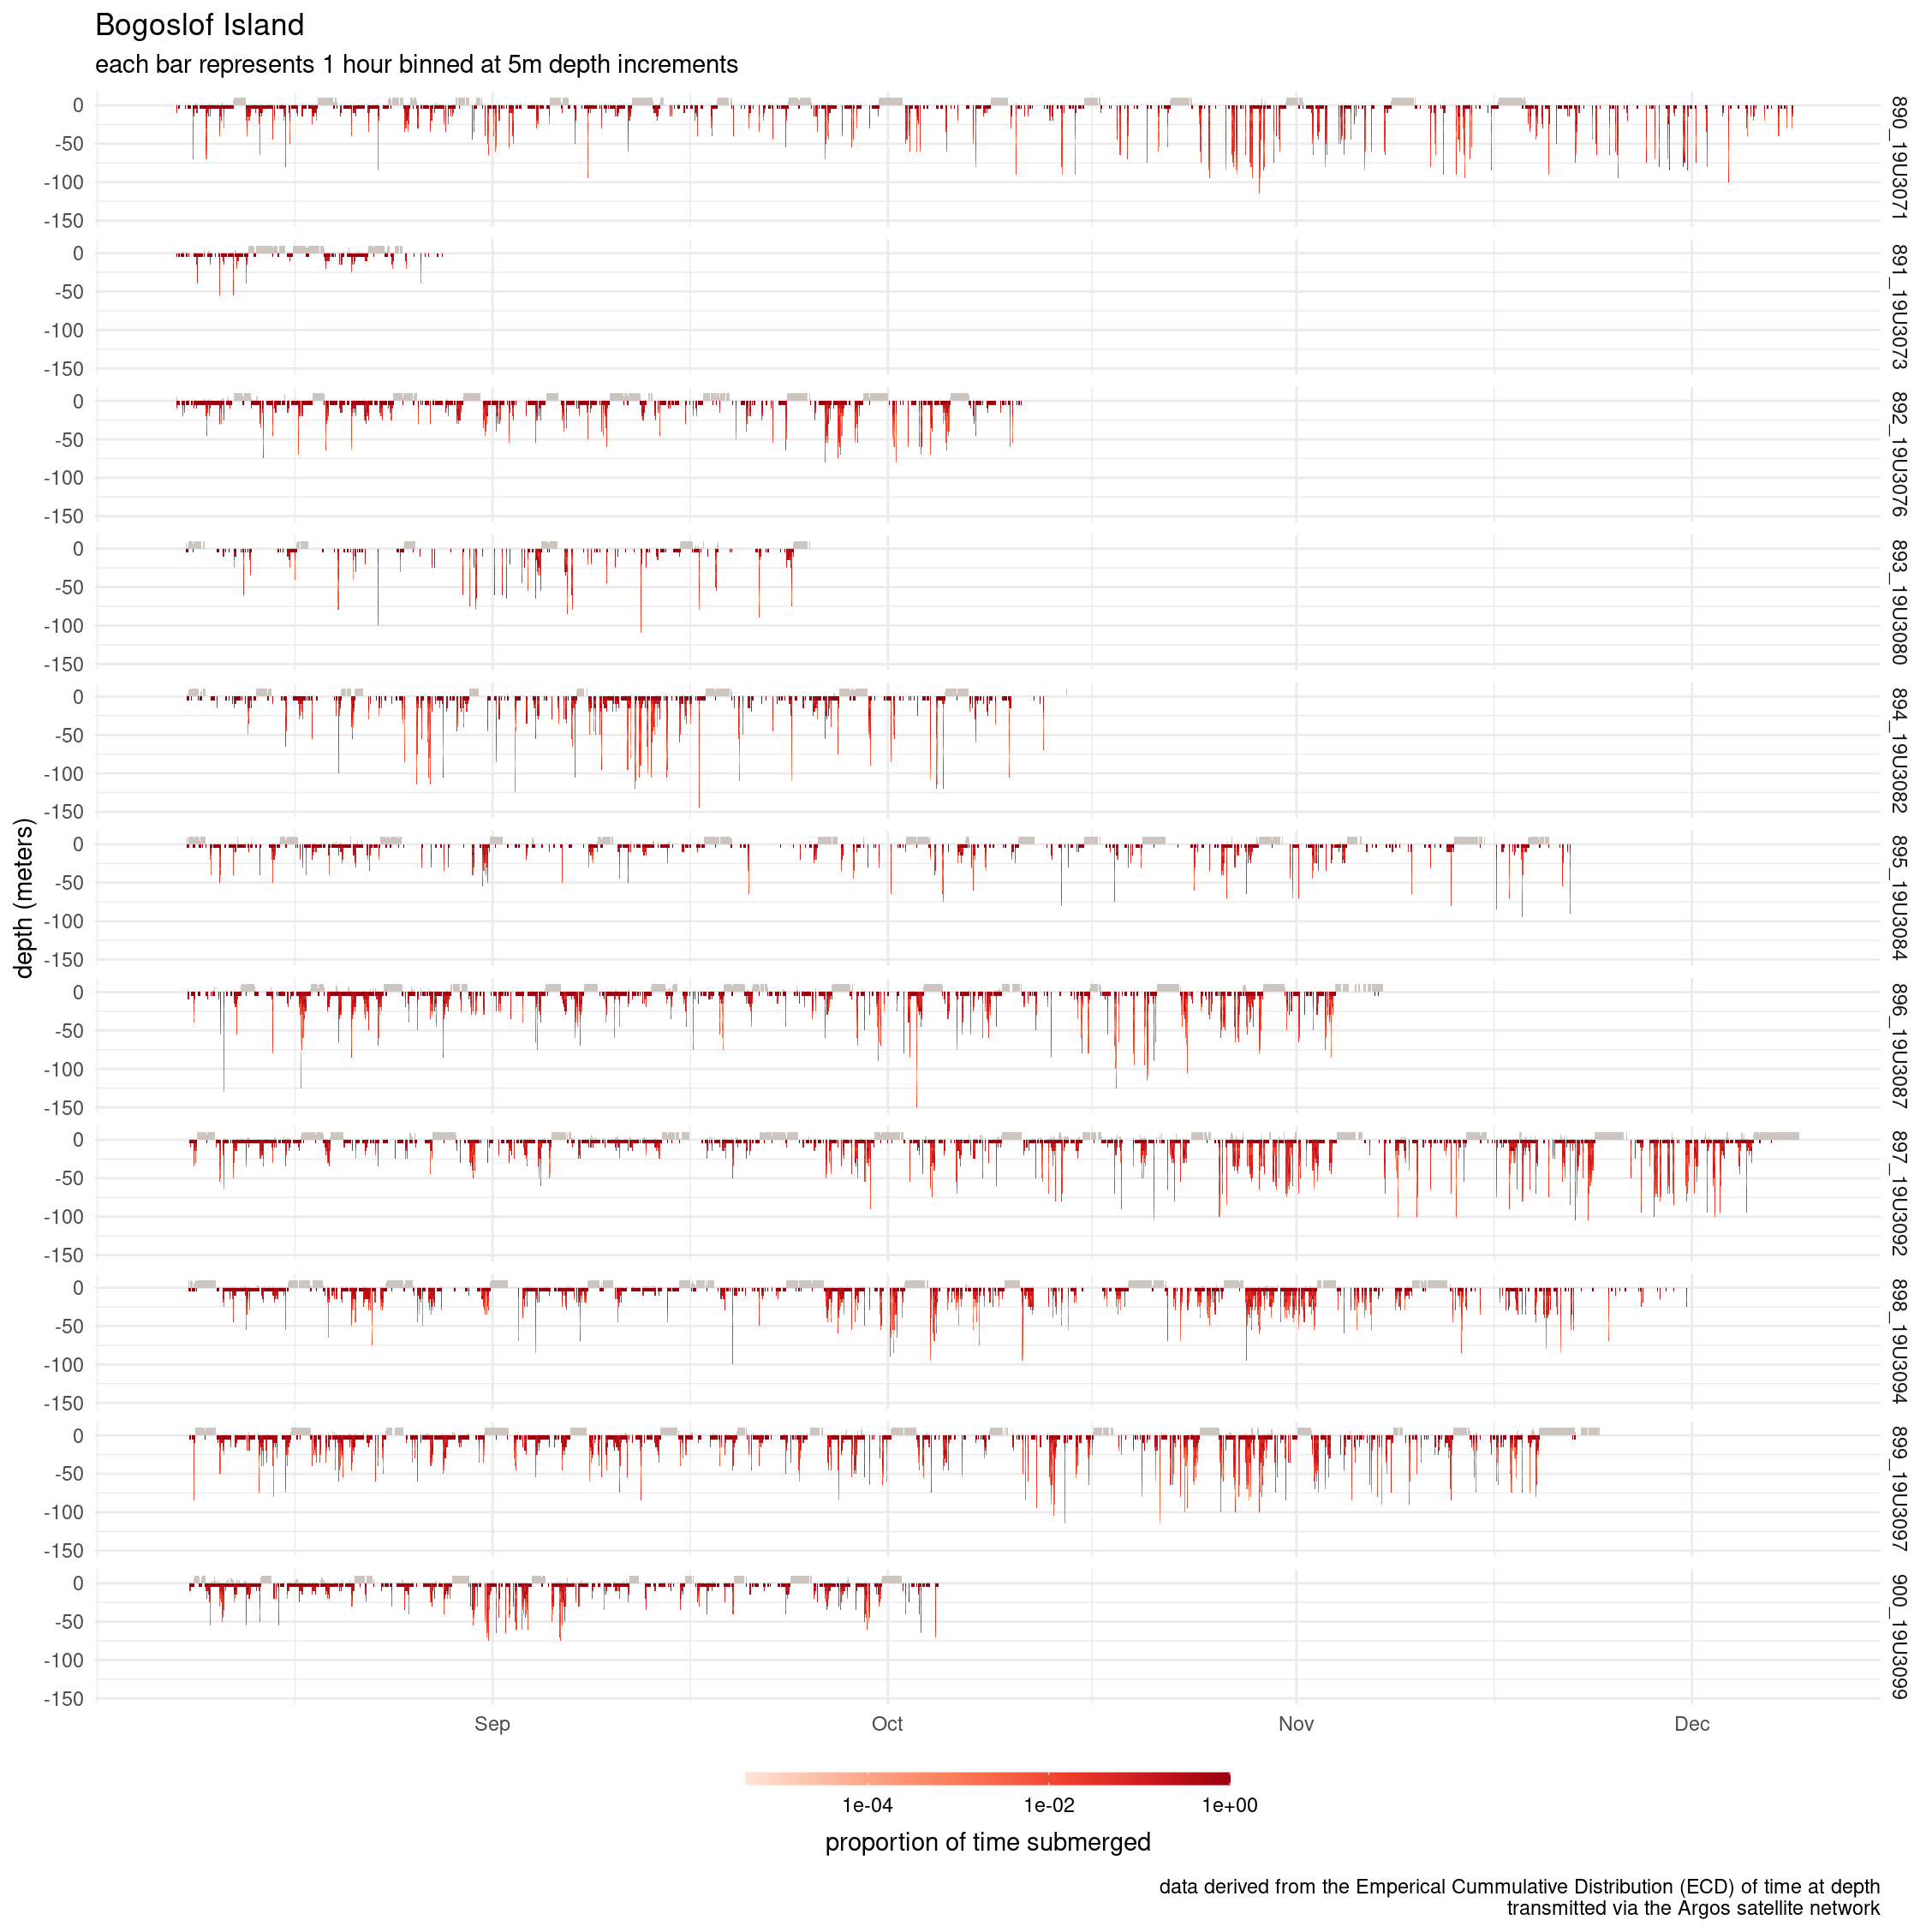 Bogoslof Island
each bar represents 1 hour binned at 5m depth increments
depth (meters)
0
-50
-100
-150
890_19U3071
0
-50
-100
-150
891_19U3073
0
-50
-100
-150
892_19U3076
0
-50
-100
-150
893_19U3080
0
-50
-100
-150
894_19U3082
0
-50
-100
-150
895_19U3084
0
-50
-100
-150
896_19U3087
0
-50
-100
-150
897_19U3092
0
-50
-100
-150
898_19U3094
0
-50
-100
-150
899_19U3097
0
-50
-100
-150
900_19U3099
Sep Oct Nov Dec
1e-04 1e-02 1e+00
proportion of time submerged
data derived from the Emperical Cummulative Distribution (ECD) of time at depth
transmitted via the Argos satellite network